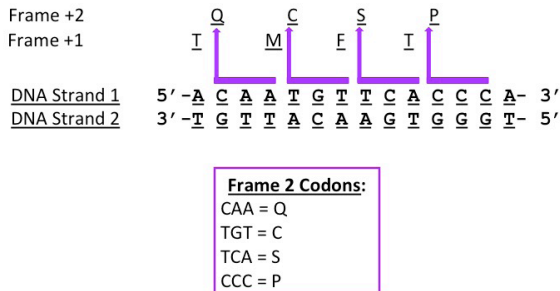 Frame +2 Q C S P
Frame +1 T M F T
DNA Strand 1 5′ -A C A A T G T T C A C C C A- 3′
DNA Strand 2 3′ -T G T T A C A A G T G G G T- 5′
Frame 2 Codons:
CAA = Q
TGT = C
TCA = S
CCC = P